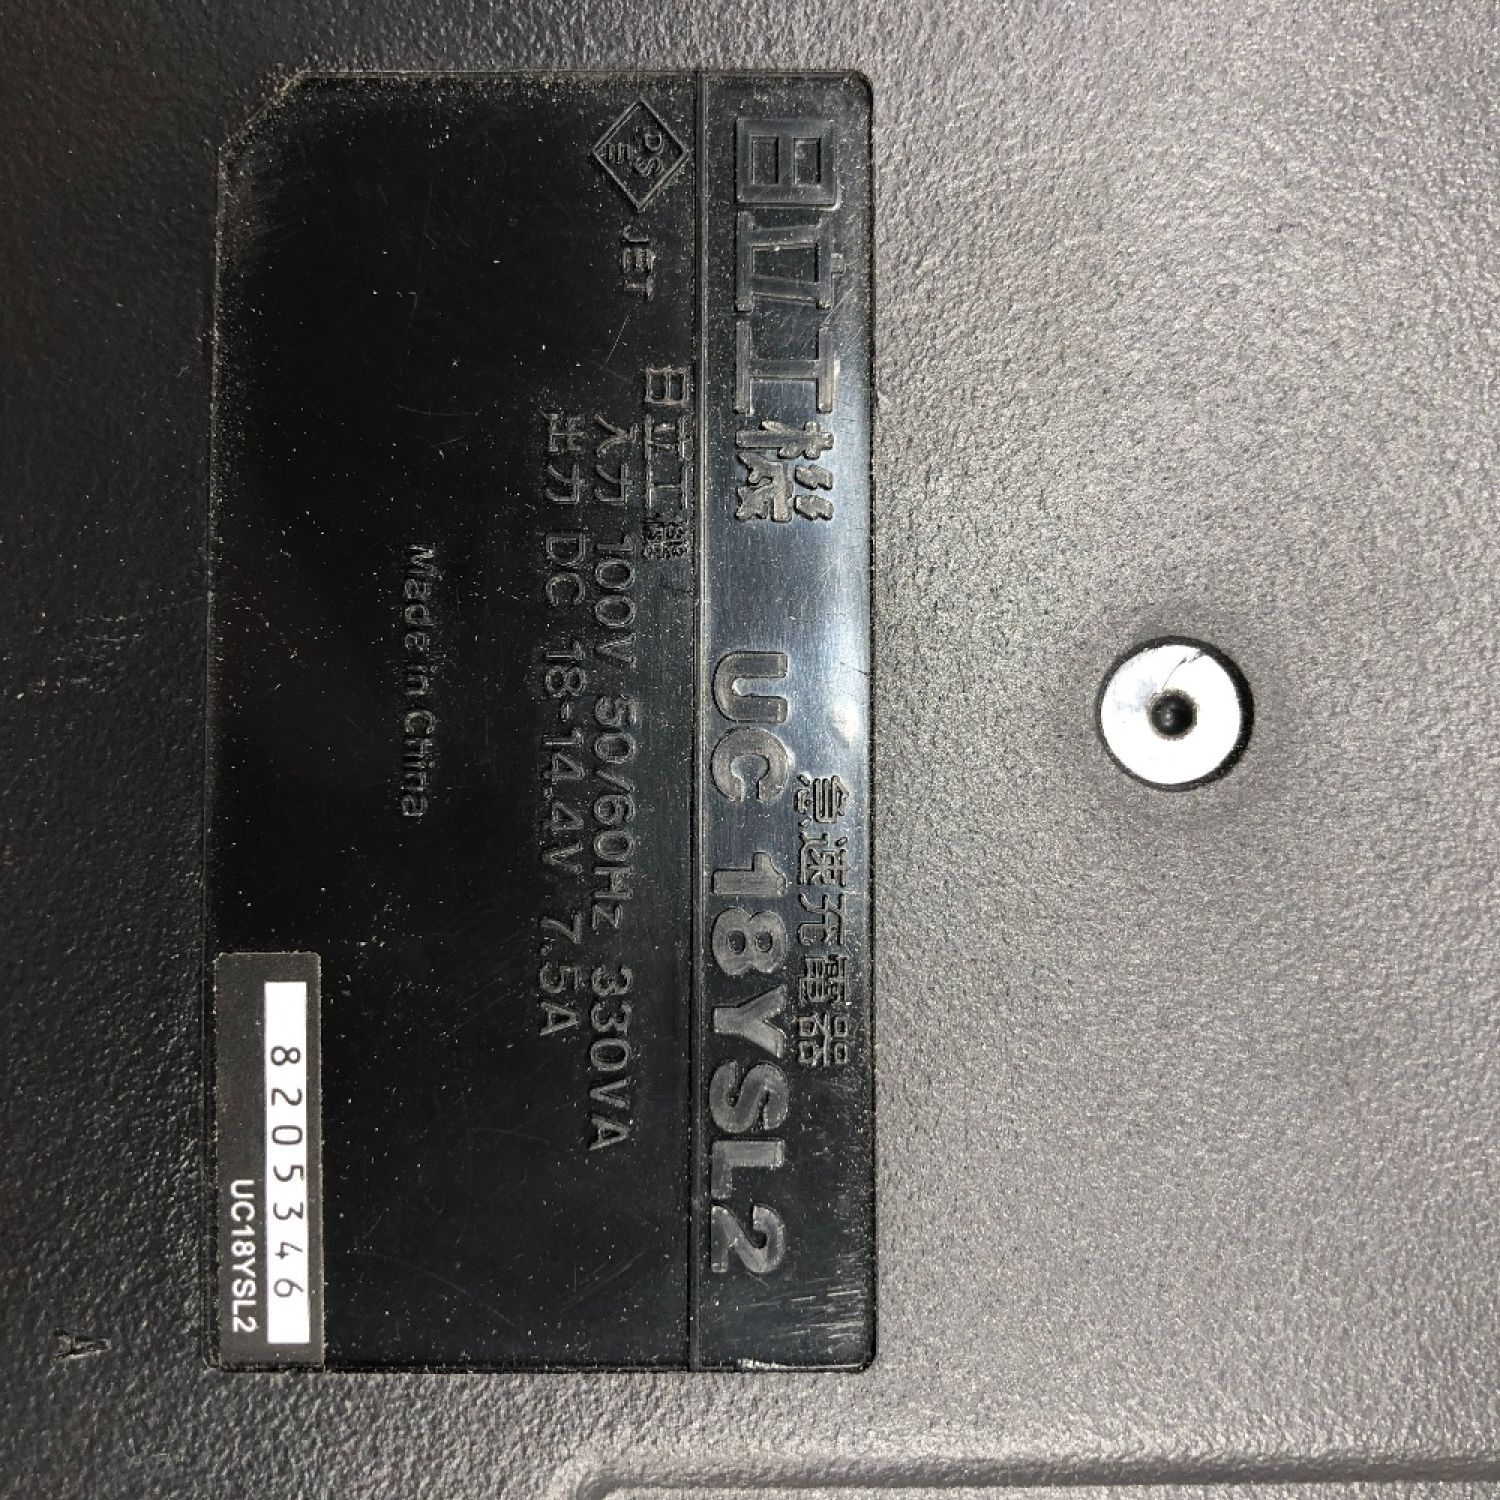 急速充電器
日立工機 UC 18YSL2
PSE JET
日立工機
入力 100V 50/60Hz 330VA
出力 DC 18-14.4V 7.5A
Made in China
8205346
UC18YSL2
A